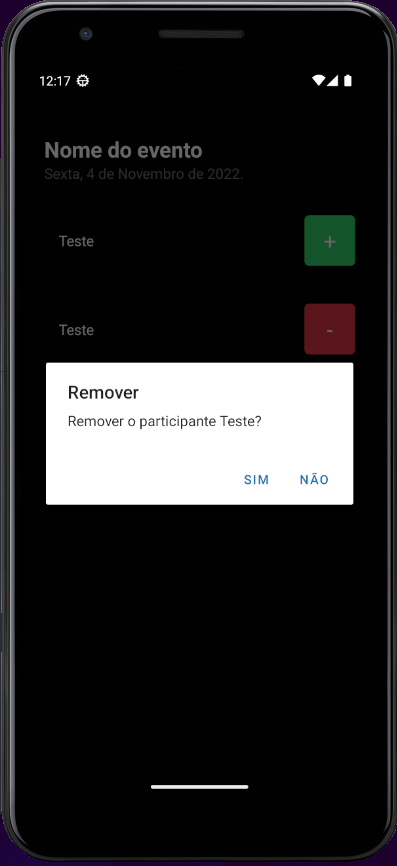 12:17
Nome do evento
Sexta, 4 de Novembro de 2022.
Teste
+
Teste
-
Remover
Remover o participante Teste?
SIM NÃO